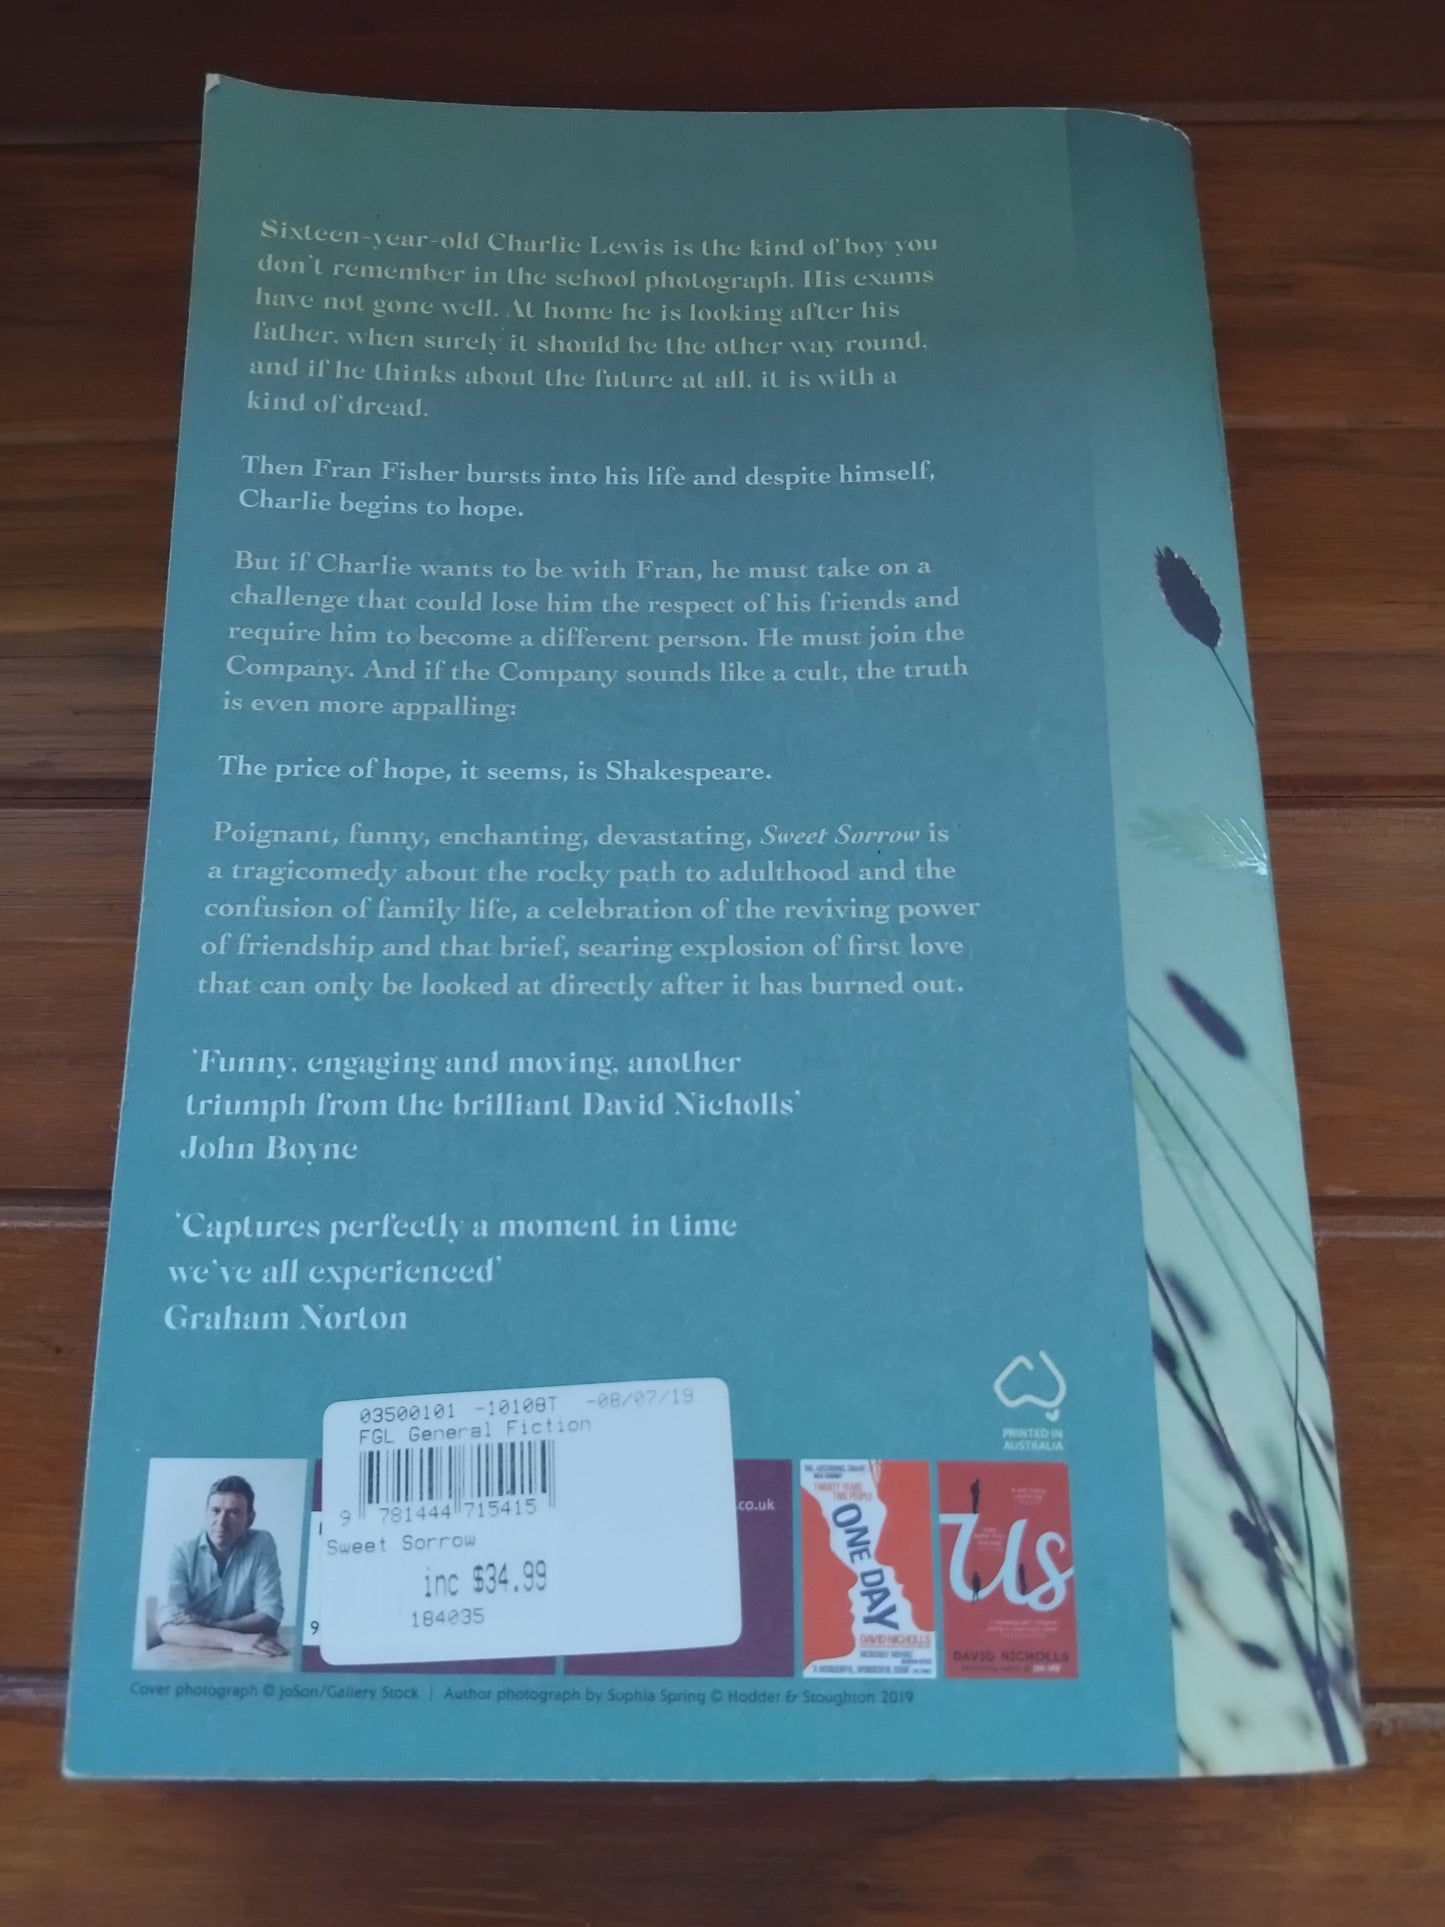 Sixteen-year-old Charlie Lewis is the kind of boy you
don't remember in the school photograph. His exams
have not gone well. At home he is looking after his
father, when surely it should be the other way round,
and if he thinks about the future at all, it is with a
kind of dread.
Then Fran Fisher bursts into his life and despite himself,
Charlie begins to hope.
But if Charlie wants to be with Fran, he must take on a
challenge that could lose him the respect of his friends and
require him to become a different person. He must join the
Company. And if the Company sounds like a cult, the truth
is even more appalling:
The price of hope, it seems, is Shakespeare.
Poignant, funny, enchanting, devastating, Sweet Sorrow is
a tragicomedy about the rocky path to adulthood and the
confusion of family life, a celebration of the reviving power
of friendship and that brief, searing explosion of first love
that can only be looked at directly after it has burned out.
'Funny, engaging and moving, another
triumph from the brilliant David Nicholls'
John Boyne
'Captures perfectly a moment in time
we've all experienced'
Graham Norton
PRINTED IN
AUSTRALIA
03500101 -10108T -08/07/19
FGL General Fiction
9 781444 715415
Sweet Sorrow
inc $34.99
184035
9
.co.uk
TWENTY YEARS
TWO PEOPLE
ONE DAY
DAVID NICHOLLS
Us
DAVID NICHOLLS
ONE DAY
Cover photograph © joSon/Gallery Stock | Author photograph by Sophia Spring © Hodder & Stoughton 2019